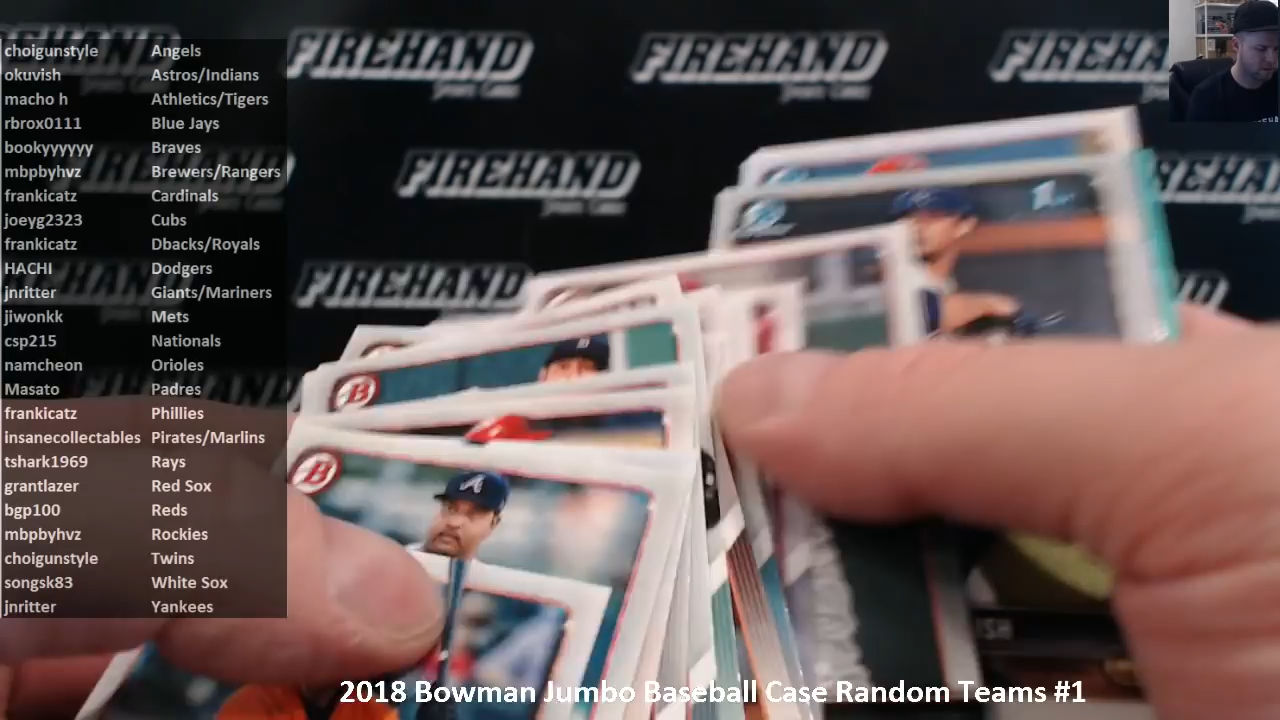 choigunstyle Angels
okuvish Astros/Indians
macho h Athletics/Tigers
rbrox0111 Blue Jays
bookyyyyyy Braves
mbpbyhvz Brewers/Rangers
frankicatz Cardinals
joeyg2323 Cubs
frankicatz Dbacks/Royals
HACHI Dodgers
jnritter Giants/Mariners
jiwonkk Mets
csp215 Nationals
namcheon Orioles
Masato Padres
frankicatz Phillies
insanecollectables Pirates/Marlins
tshark1969 Rays
grantlazer Red Sox
bgp100 Reds
mbpbyhvz Rockies
choigunstyle Twins
songsk83 White Sox
jnritter Yankees
FIREHAND
FIREHAND
FIREHAND
FIREHAND
FIREHAND
B
B
A
1st
2018 Bowman Jumbo Baseball Case Random Teams #1